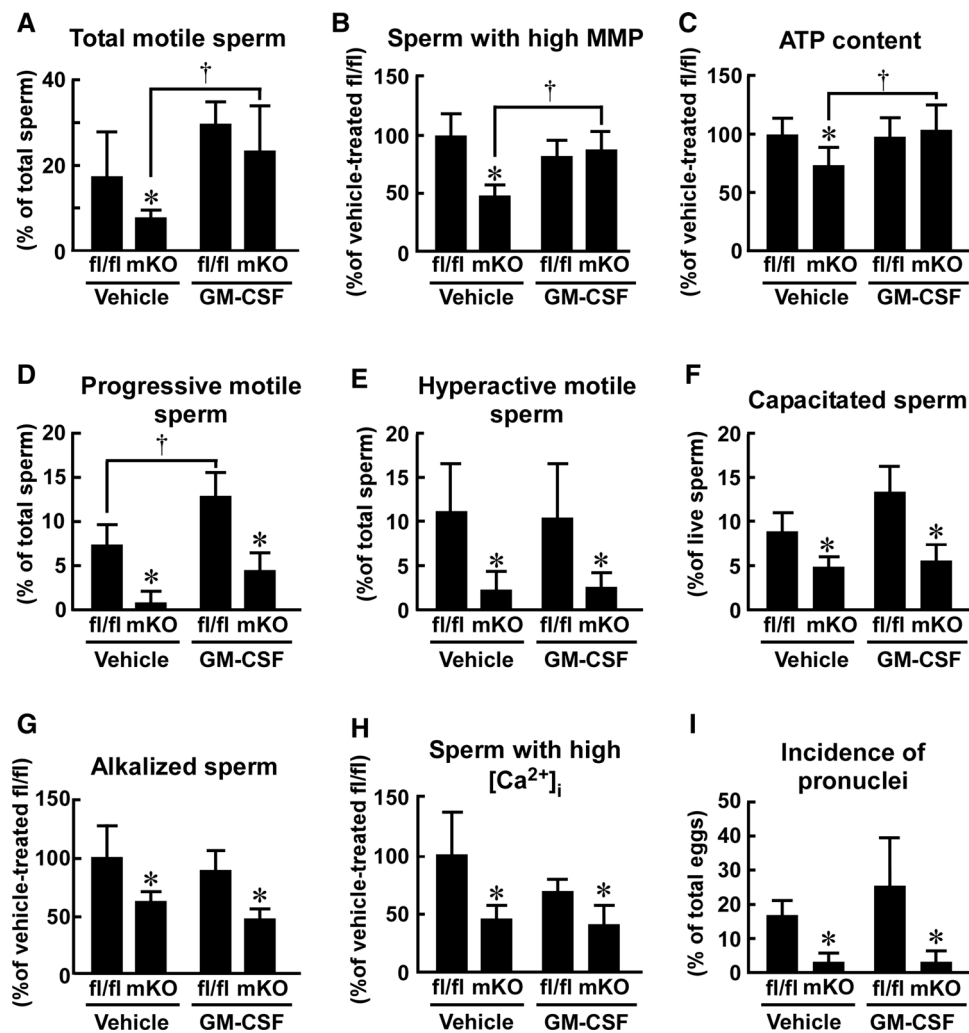 A
Total motile sperm
(% of total sperm)
40
20
0
†
*
fl/fl mKO fl/fl mKO
Vehicle GM-CSF
B
Sperm with high MMP
(%of vehicle-treated fl/fl)
150
100
50
0
†
*
fl/fl mKO fl/fl mKO
Vehicle GM-CSF
C
ATP content
(%of vehicle-treated fl/fl)
150
100
50
0
†
*
fl/fl mKO fl/fl mKO
Vehicle GM-CSF
D
Progressive motile
sperm
(% of total sperm)
20
15
10
5
0
†
*
*
fl/fl mKO fl/fl mKO
Vehicle GM-CSF
E
Hyperactive motile
sperm
(%of total sperm)
20
15
10
5
0
*
*
fl/fl mKO fl/fl mKO
Vehicle GM-CSF
F
Capacitated sperm
(%of live sperm)
20
15
10
5
0
*
*
fl/fl mKO fl/fl mKO
Vehicle GM-CSF
G
Alkalized sperm
(%of vehicle-treated fl/fl)
150
100
50
0
*
*
fl/fl mKO fl/fl mKO
Vehicle GM-CSF
H
Sperm with high
[Ca²⁺]ᵢ
(%of vehicle-treated fl/fl)
150
100
50
0
*
*
fl/fl mKO fl/fl mKO
Vehicle GM-CSF
I
Incidence of
pronuclei
(% of total eggs)
50
40
30
20
10
0
*
*
fl/fl mKO fl/fl mKO
Vehicle GM-CSF